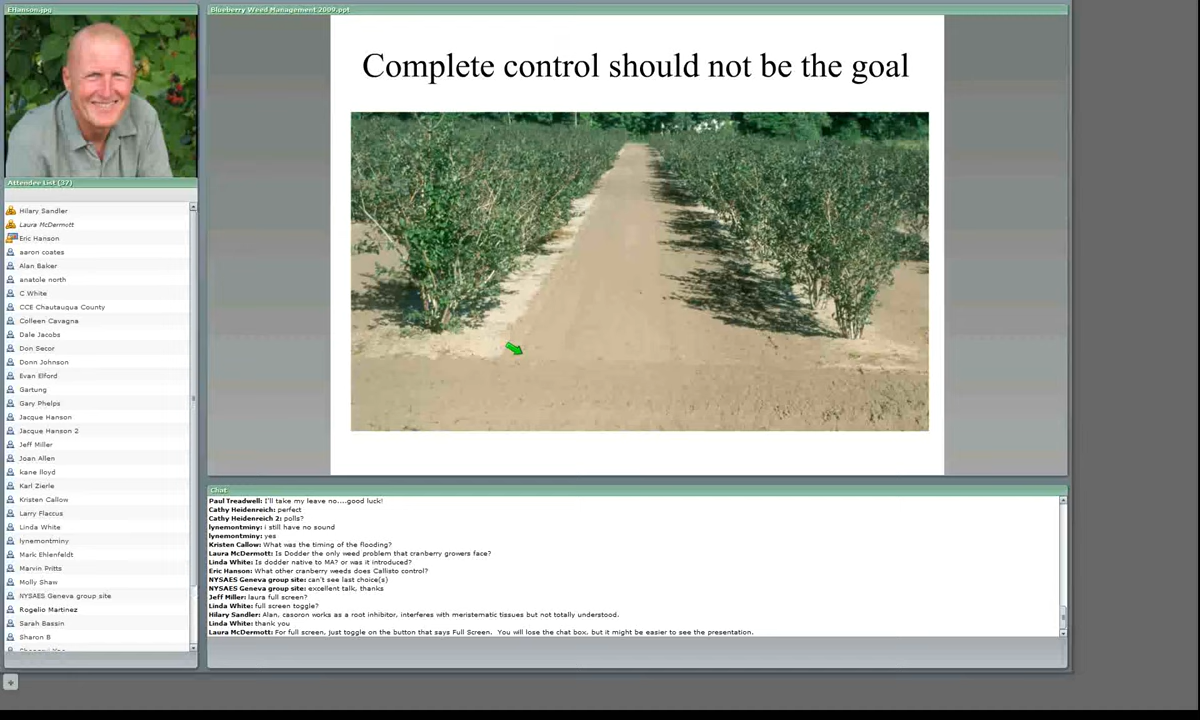 EHanson.jpg
Blueberry Weed Management 2009.ppt
Complete control should not be the goal
Attendee List (37)
Hilary Sandler
Laura McDermott
Eric Hanson
aaron coates
Alan Baker
anatole north
C White
CCE Chautauqua County
Colleen Cavagna
Dale Jacobs
Don Secor
Donn Johnson
Evan Elford
Gartung
Gary Phelps
Jacque Hanson
Jacque Hanson 2
Jeff Miller
Joan Allen
kane lloyd
Karl Zierle
Kristen Callow
Larry Flaccus
Linda White
lynemontminy
Mark Ehlenfeldt
Marvin Pritts
Molly Shaw
NYSAES Geneva group site
Rogelio Martinez
Sarah Bassin
Sharon B
Chat
Paul Treadwell: I'll take my leave no....good luck!
Cathy Heidenreich: perfect
Cathy Heidenreich 2: polls?
lynemontminy: i still have no sound
lynemontminy: yes
Kristen Callow: What was the timing of the flooding?
Laura McDermott: Is Dodder the only weed problem that cranberry growers face?
Linda White: Is dodder native to MA? or was it introduced?
Eric Hanson: What other cranberry weeds does Callisto control?
NYSAES Geneva group site: can't see last choice(s)
NYSAES Geneva group site: excellent talk, thanks
Jeff Miller: laura full screen?
Linda White: full screen toggle?
Hilary Sandler: Alan, casoron works as a root inhibitor, interferes with meristematic tissues but not totally understood.
Linda White: thank you
Laura McDermott: For full screen, just toggle on the button that says Full Screen. You will lose the chat box, but it might be easier to see the presentation.